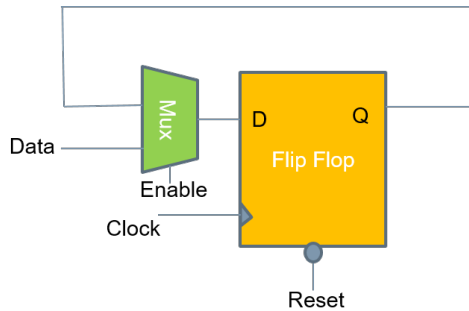 Mux
D
Q
Flip Flop
Data
Enable
Clock
Reset